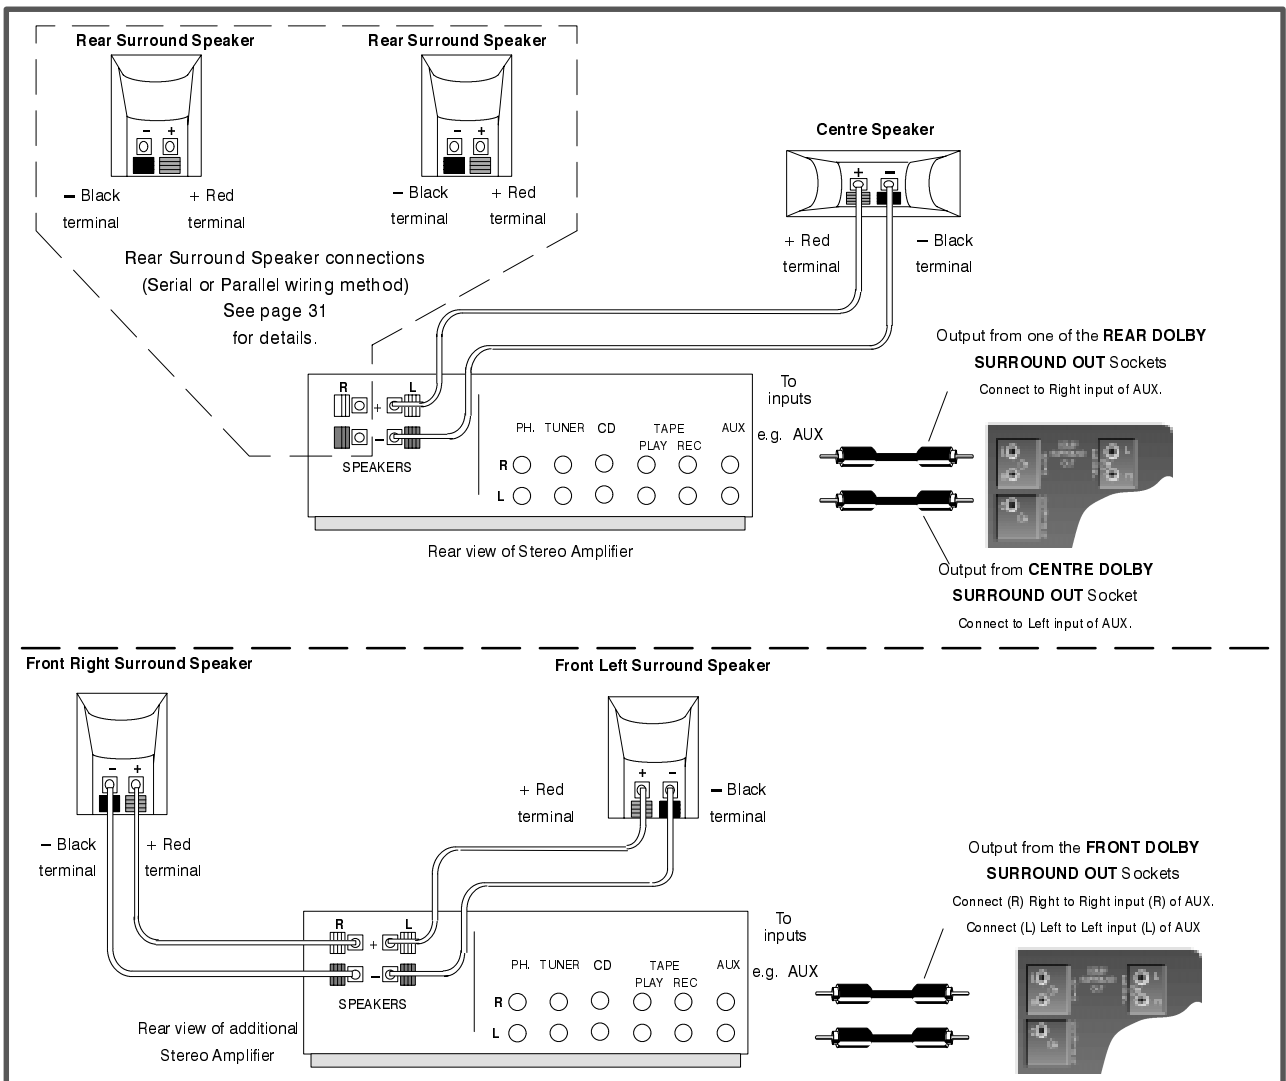 Rear Surround Speaker
Rear Surround Speaker
- +
- +
– Black
terminal
+ Red
terminal
– Black
terminal
+ Red
terminal
Rear Surround Speaker connections
(Serial or Parallel wiring method)
See page 31
for details.
Centre Speaker
+ –
+ Red
terminal
– Black
terminal
Output from one of the REAR DOLBY
SURROUND OUT Sockets
Connect to Right input of AUX.
R L
+
–
SPEAKERS
PH. TUNER CD TAPE AUX
PLAY REC
R
L
To
inputs
e.g. AUX
Rear view of Stereo Amplifier
Output from CENTRE DOLBY
SURROUND OUT Socket
Connect to Left input of AUX.
Front Right Surround Speaker
Front Left Surround Speaker
- +
+ -
– Black
terminal
+ Red
terminal
+ Red
terminal
– Black
terminal
Output from the FRONT DOLBY
SURROUND OUT Sockets
Connect (R) Right to Right input (R) of AUX.
Connect (L) Left to Left input (L) of AUX
R L
+
–
SPEAKERS
PH. TUNER CD TAPE AUX
PLAY REC
R
L
To
inputs
e.g. AUX
Rear view of additional
Stereo Amplifier